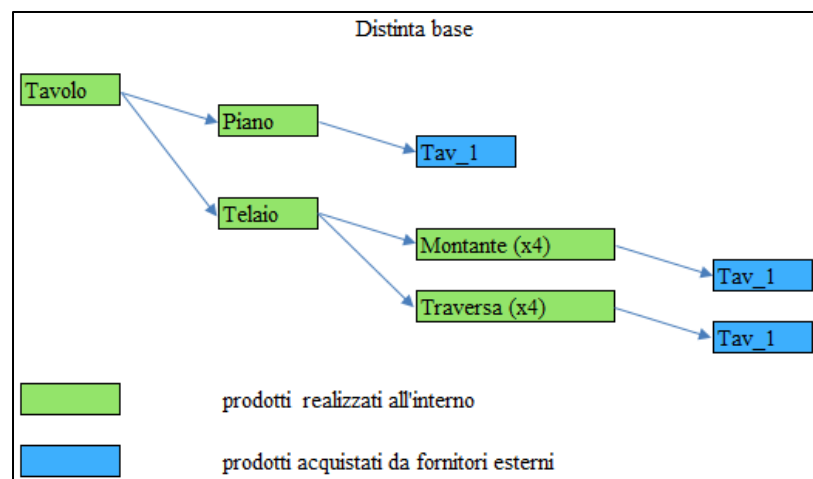 Distinta base
Tavolo
Piano
Tav_1
Telaio
Montante (x4)
Tav_1
Traversa (x4)
Tav_1
prodotti realizzati all'interno
prodotti acquistati da fornitori esterni